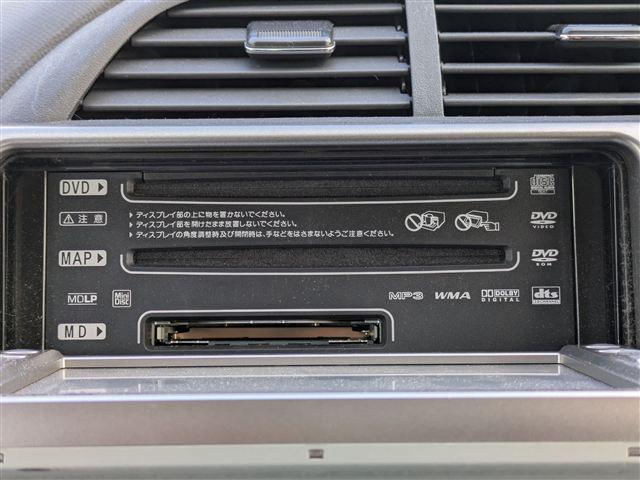 DVD
注意
▶ディスプレイ部の上に物を置かないでください。
▶ディスプレイ部を開けたまま放置しないでください。
▶ディスプレイの角度調整時及び開閉時は、手などをはさまないようご注意ください。
DVD
VIDEO
MAP
DVD
ROM
MDLP
Mini
Disc
MP3 WMA DOLBY
DIGITAL
dts
MD